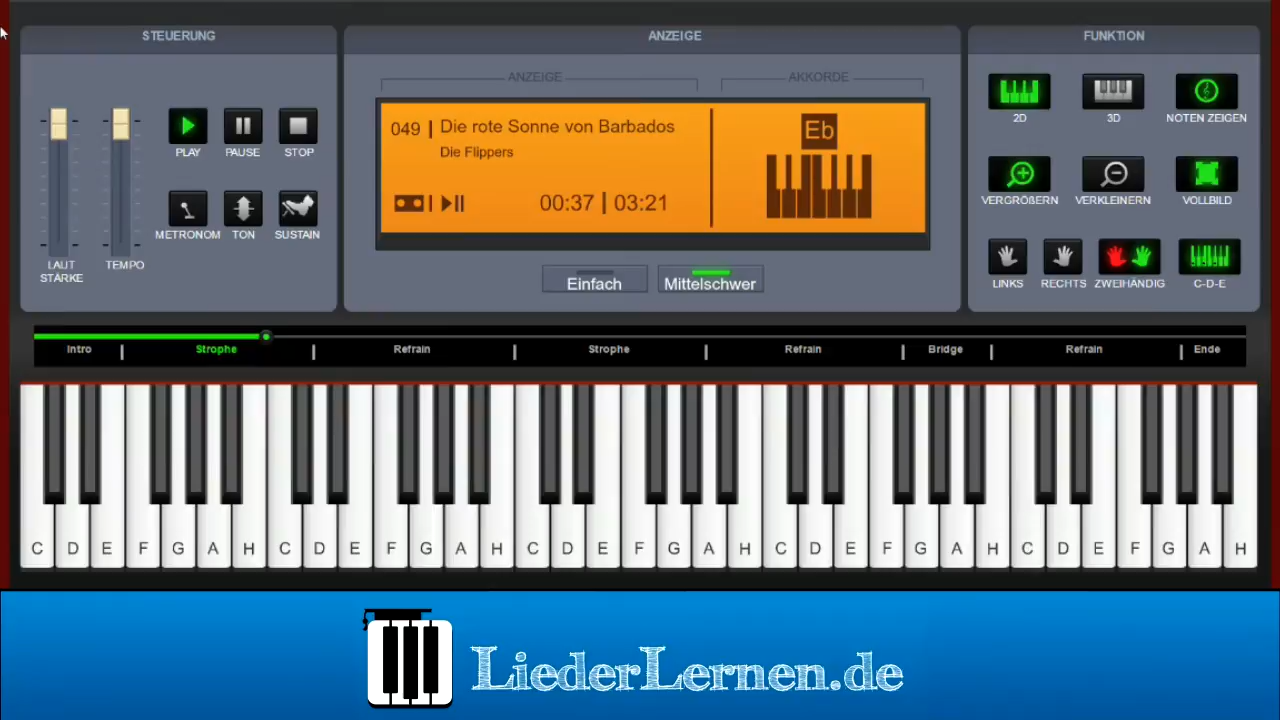 STEUERUNG
PLAY
PAUSE
STOP
METRONOM
TON
SUSTAIN
LAUT
STÄRKE
TEMPO
ANZEIGE
ANZEIGE
AKKORDE
049 | Die rote Sonne von Barbados
Die Flippers
00:37 | 03:21
Eb
Einfach
Mittelschwer
FUNKTION
2D
3D
NOTEN ZEIGEN
VERGRÖßERN
VERKLEINERN
VOLLBILD
LINKS
RECHTS
ZWEIHÄNDIG
C-D-E
Intro | Strophe | Refrain | Strophe | Refrain | Bridge | Refrain | Ende
C D E F G A H C D E F G A H C D E F G A H C D E F G A H C D E F G A H
LiederLernen.de